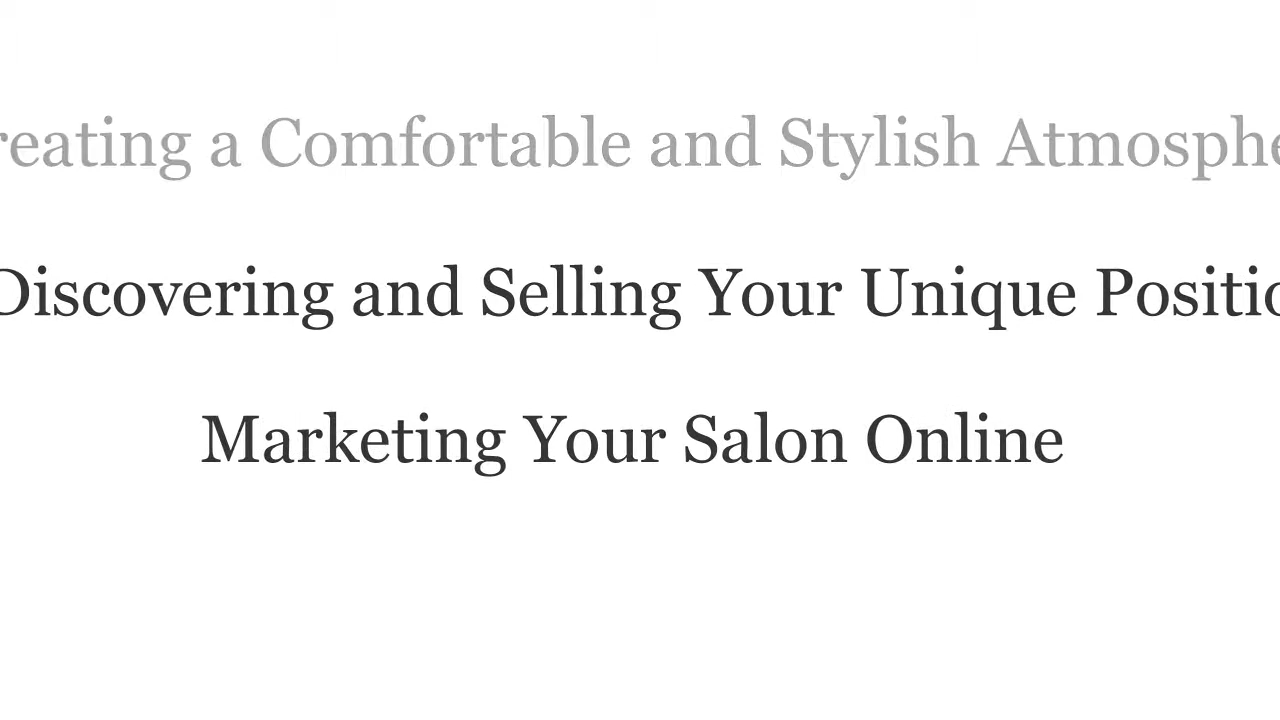 reating a Comfortable and Stylish Atmosphe
Discovering and Selling Your Unique Positio
Marketing Your Salon Online